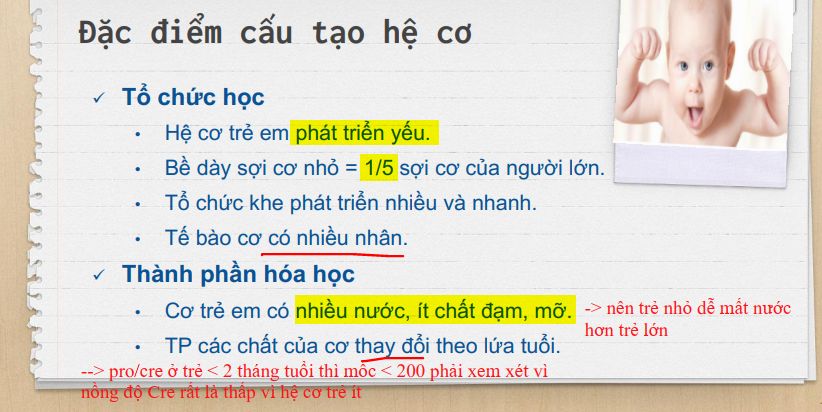 Đặc điểm cấu tạo hệ cơ
✓ Tổ chức học
• Hệ cơ trẻ em phát triển yếu.
• Bề dày sợi cơ nhỏ = 1/5 sợi cơ của người lớn.
• Tổ chức khe phát triển nhiều và nhanh.
• Tế bào cơ có nhiều nhân.
✓ Thành phần hóa học
• Cơ trẻ em có nhiều nước, ít chất đạm, mỡ.
-> nên trẻ nhỏ dễ mất nước
hơn trẻ lớn
• TP các chất của cơ thay đổi theo lứa tuổi.
--> pro/cre ở trẻ < 2 tháng tuổi thì mốc < 200 phải xem xét vì
nồng độ Cre rất là thấp vì hệ cơ trẻ ít